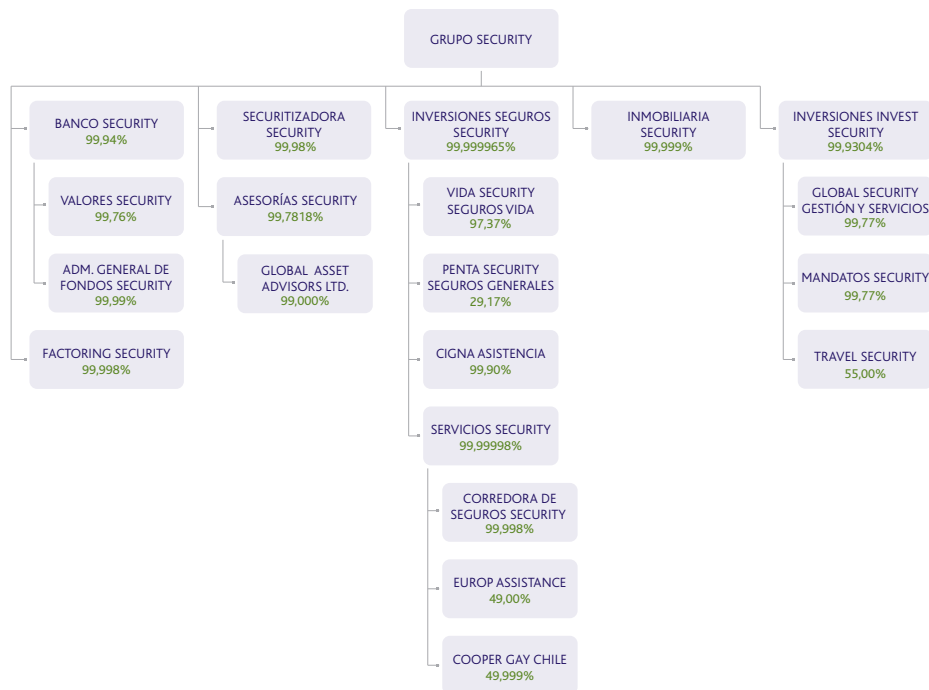 GRUPO SECURITY
BANCO SECURITY
99,94%
VALORES SECURITY
99,76%
ADM. GENERAL DE
FONDOS SECURITY
99,99%
FACTORING SECURITY
99,998%
SECURITIZADORA
SECURITY
99,98%
ASESORÍAS SECURITY
99,7818%
GLOBAL ASSET
ADVISORS LTD.
99,000%
INVERSIONES SEGUROS
SECURITY
99,999965%
VIDA SECURITY
SEGUROS VIDA
97,37%
PENTA SECURITY
SEGUROS GENERALES
29,17%
CIGNA ASISTENCIA
99,90%
SERVICIOS SECURITY
99,99998%
CORREDORA DE
SEGUROS SECURITY
99,998%
EUROP ASSISTANCE
49,00%
COOPER GAY CHILE
49,999%
INMOBILIARIA
SECURITY
99,999%
INVERSIONES INVEST
SECURITY
99,9304%
GLOBAL SECURITY
GESTIÓN Y SERVICIOS
99,77%
MANDATOS SECURITY
99,77%
TRAVEL SECURITY
55,00%